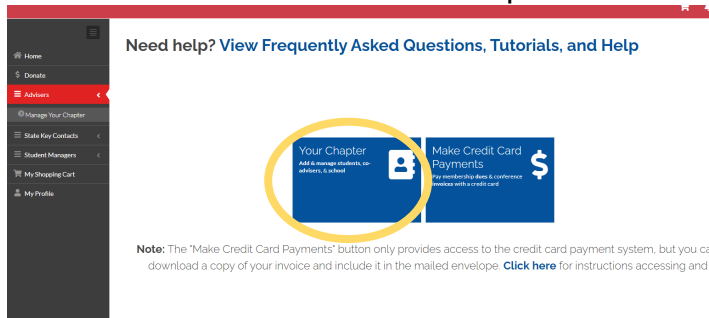 Need help? View Frequently Asked Questions, Tutorials, and Help
Home
Donate
Advisers
Manage Your Chapter
State Key Contacts
Student Managers
My Shopping Cart
My Profile
Your Chapter
Add & manage students, co-
advisers, & school
Make Credit Card
Payments
Pay membership dues & conference
invoices with a credit card
Note: The "Make Credit Card Payments" button only provides access to the credit card payment system, but you ca
download a copy of your invoice and include it in the mailed envelope. Click here for instructions accessing and